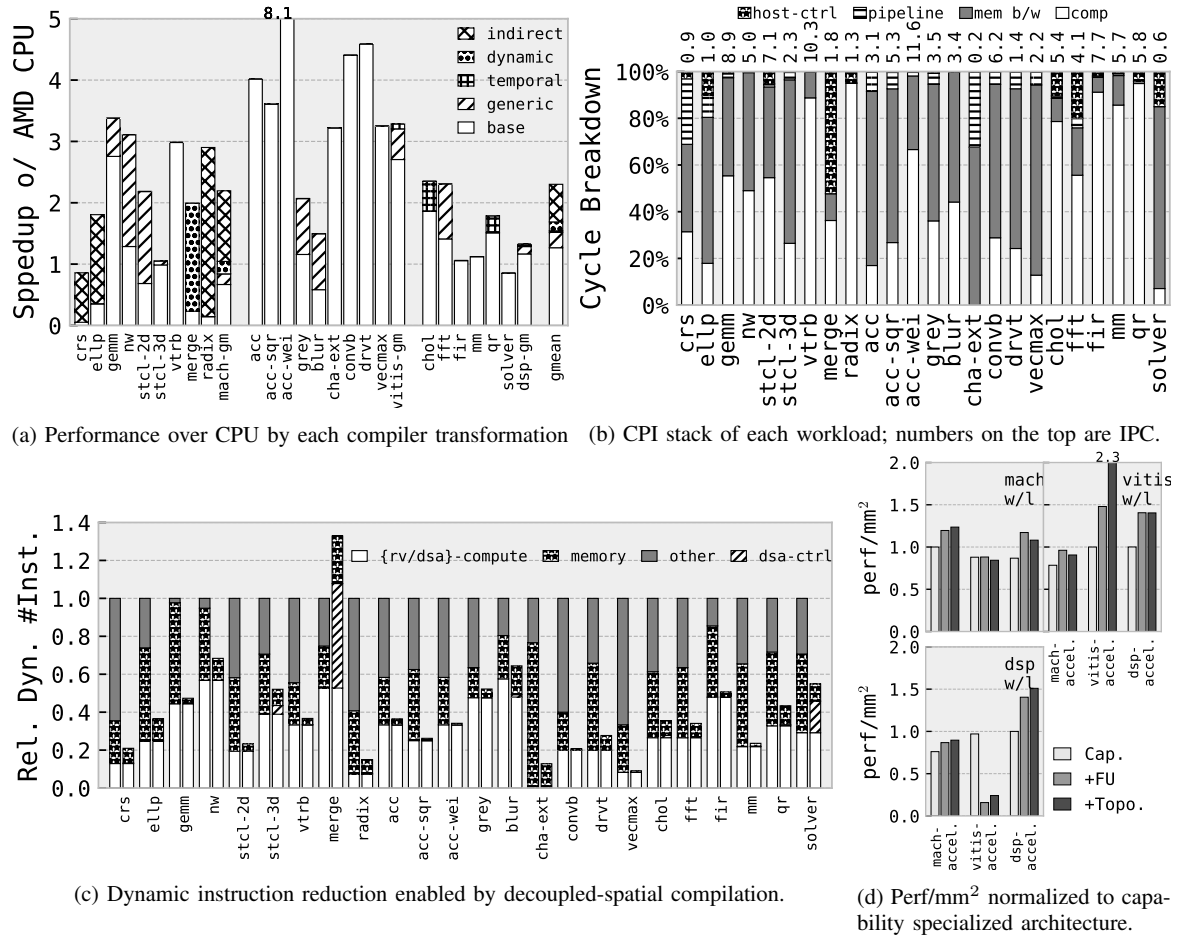 8.1
5
4
3
2
1
0
Sppedup o/ AMD CPU
indirect
dynamic
temporal
generic
base
crs
ellp
gemm
nw
stcl-2d
stcl-3d
vtrb
merge
radix
mach-gm
acc
acc-sqr
acc-wei
grey
blur
cha-ext
convb
drvt
vecmax
vitis-gm
chol
fft
fir
mm
qr
solver
dsp-gm
gmean
(a) Performance over CPU by each compiler transformation
host-ctrl pipeline mem b/w comp
0.9 1.0 8.9 5.0 7.1 2.3 10.3 1.8 1.3 3.1 5.3 11.6 3.5 3.4 0.2 6.2 1.4 2.2 5.4 4.1 7.7 5.7 5.8 0.6
100%
80%
60%
40%
20%
0%
Cycle Breakdown
crs
ellp
gemm
nw
stcl-2d
stcl-3d
vtrb
merge
radix
acc
acc-sqr
acc-wei
grey
blur
cha-ext
convb
drvt
vecmax
chol
fft
fir
mm
qr
solver
(b) CPI stack of each workload; numbers on the top are IPC.
1.4
1.2
1.0
0.8
0.6
0.4
0.2
0.0
Rel. Dyn. #Inst.
{rv/dsa}-compute memory other dsa-ctrl
crs
ellp
gemm
nw
stcl-2d
stcl-3d
vtrb
merge
radix
acc
acc-sqr
acc-wei
grey
blur
cha-ext
convb
drvt
vecmax
chol
fft
fir
mm
qr
solver
(c) Dynamic instruction reduction enabled by decoupled-spatial compilation.
2.0
1.5
1.0
0.5
0.0
perf/mm²
mach
w/l
2.3
vitis
w/l
mach-
accel.
vitis-
accel.
dsp-
accel.
2.0
1.5
1.0
0.5
0.0
perf/mm²
dsp
w/l
mach-
accel.
vitis-
accel.
dsp-
accel.
Cap.
+FU
+Topo.
(d) Perf/mm² normalized to capa-
bility specialized architecture.